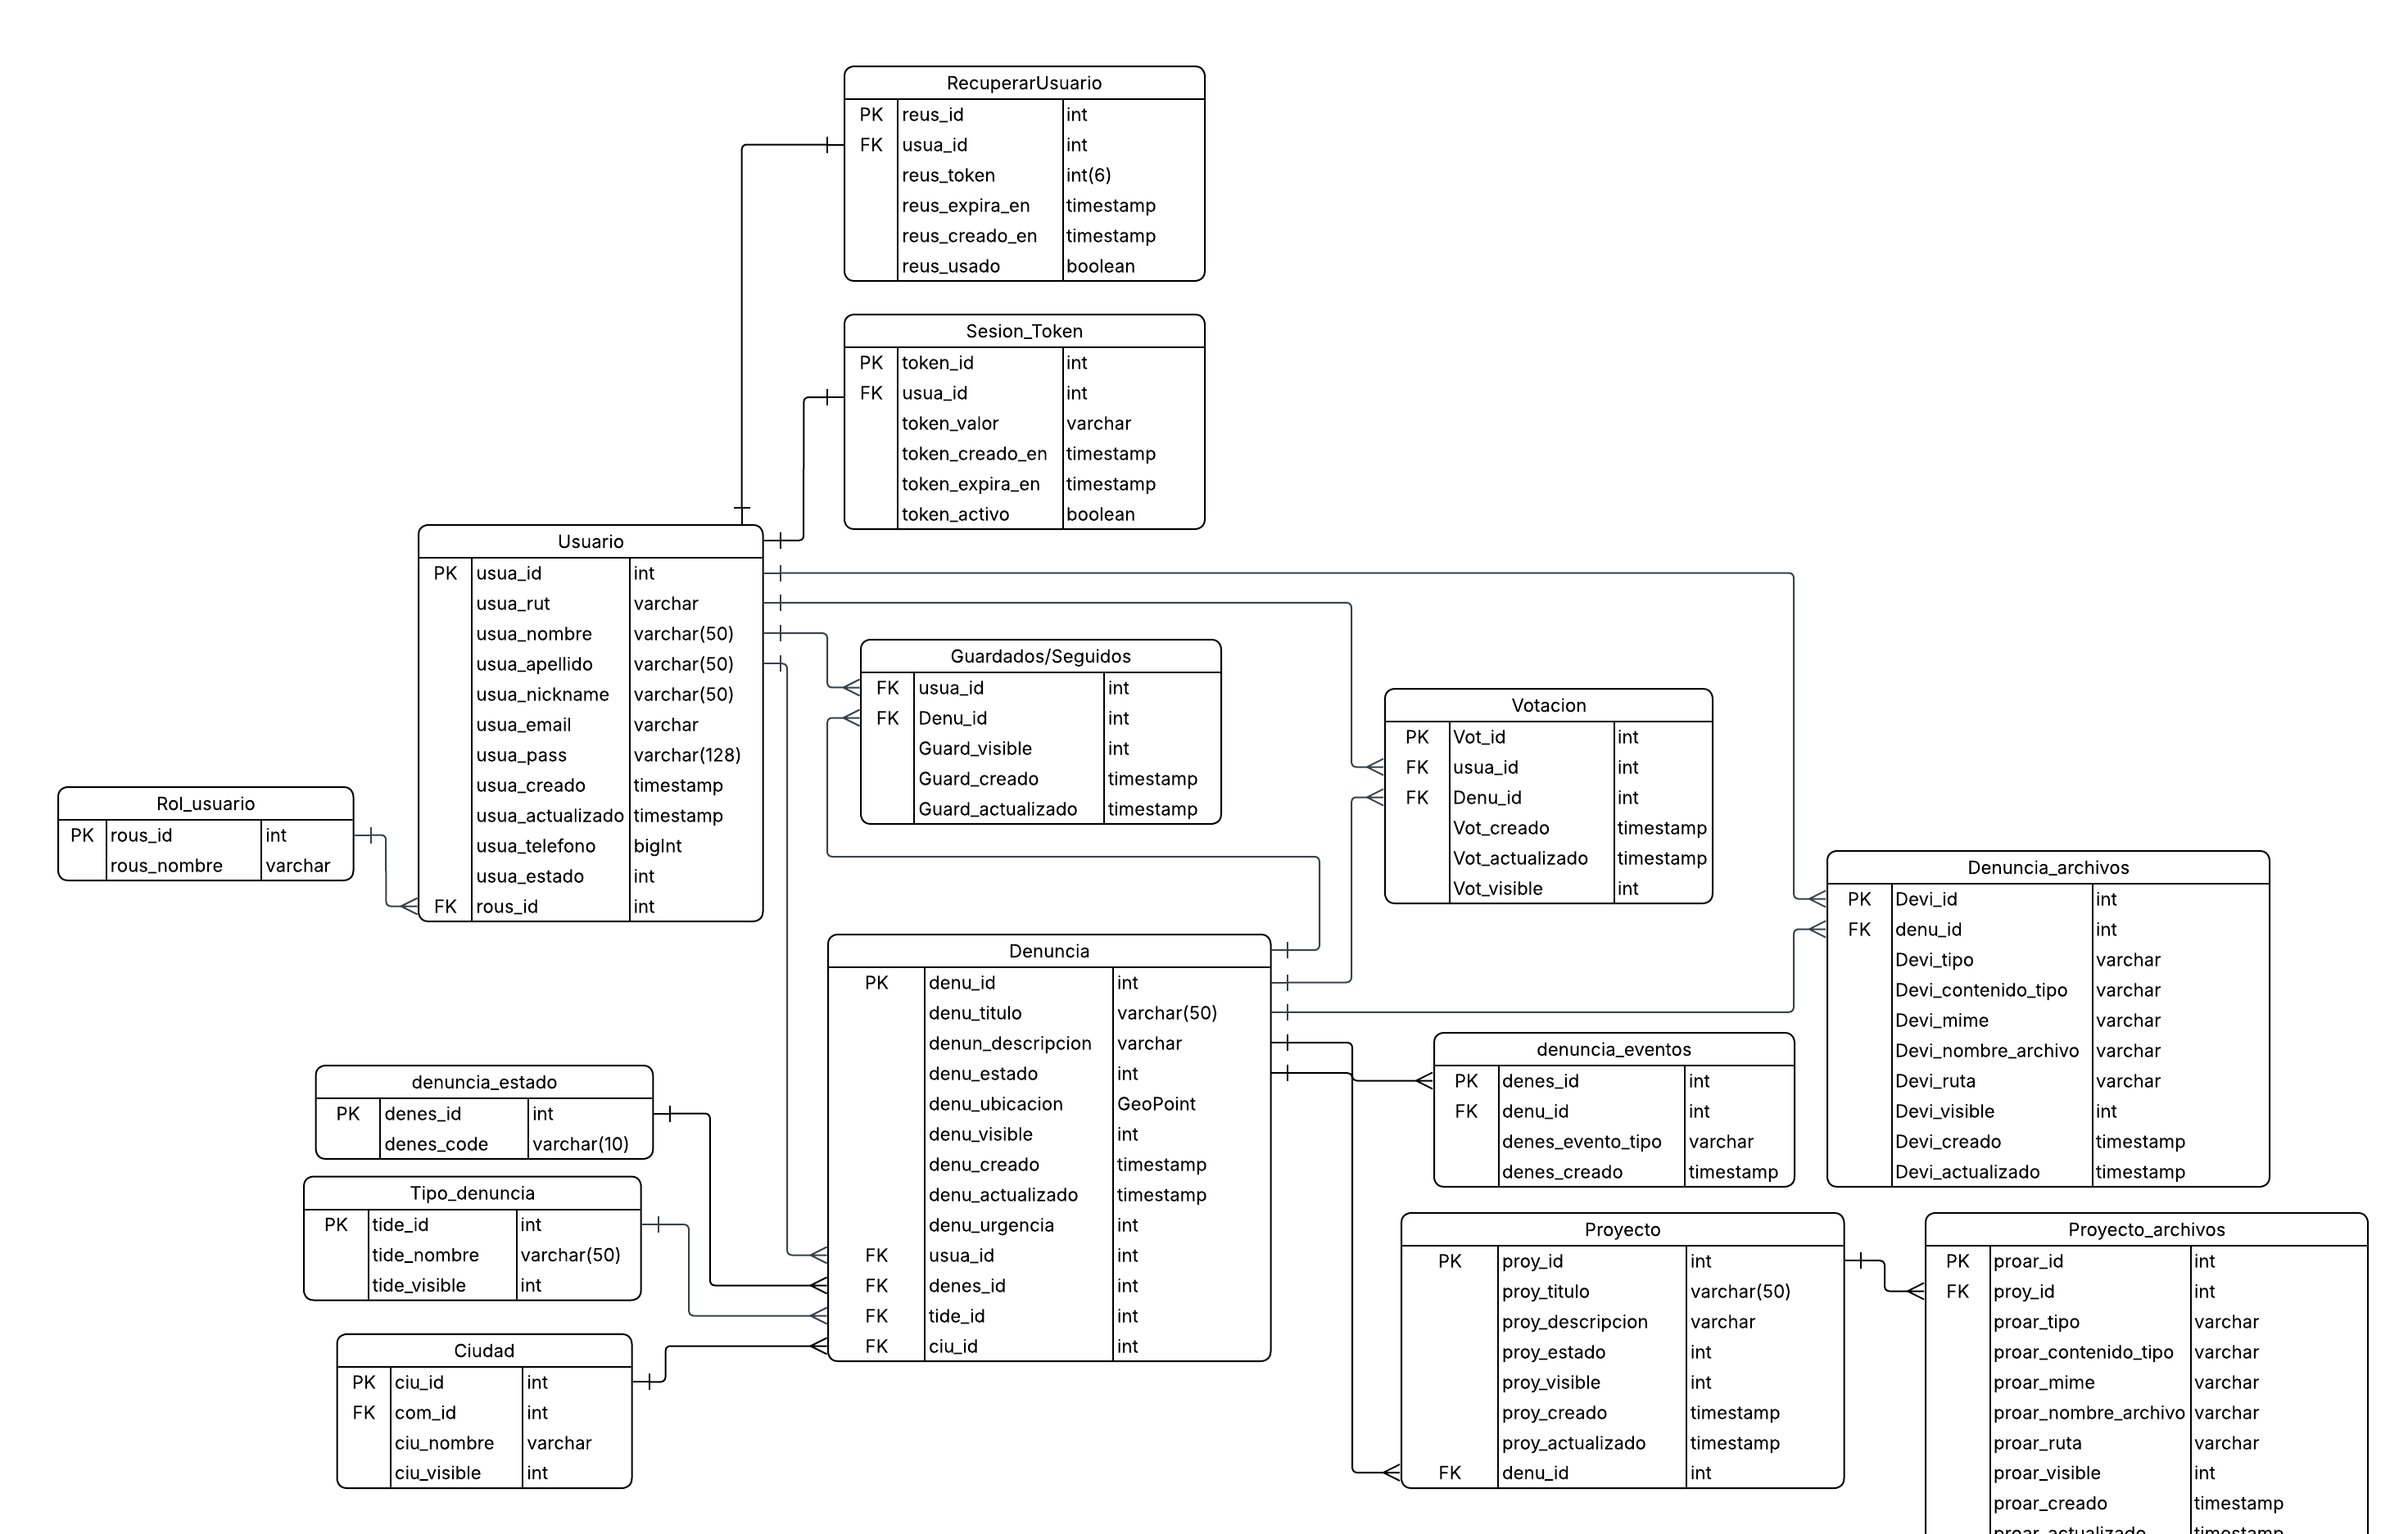 RecuperarUsuario
PK reus_id int
FK usua_id int
reus_token int(6)
reus_expira_en timestamp
reus_creado_en timestamp
reus_usado boolean
Sesion_Token
PK token_id int
FK usua_id int
token_valor varchar
token_creado_en timestamp
token_expira_en timestamp
token_activo boolean
Usuario
PK usua_id int
usua_rut varchar
usua_nombre varchar(50)
usua_apellido varchar(50)
usua_nickname varchar(50)
usua_email varchar
usua_pass varchar(128)
usua_creado timestamp
usua_actualizado timestamp
usua_telefono bigInt
usua_estado int
FK rous_id int
Guardados/Seguidos
FK usua_id int
FK Denu_id int
Guard_visible int
Guard_creado timestamp
Guard_actualizado timestamp
Votacion
PK Vot_id int
FK usua_id int
FK Denu_id int
Vot_creado timestamp
Vot_actualizado timestamp
Vot_visible int
Rol_usuario
PK rous_id int
rous_nombre varchar
Denuncia_archivos
PK Devi_id int
FK denu_id int
Devi_tipo varchar
Devi_contenido_tipo varchar
Devi_mime varchar
Devi_nombre_archivo varchar
Devi_ruta varchar
Devi_visible int
Devi_creado timestamp
Devi_actualizado timestamp
Denuncia
PK denu_id int
denu_titulo varchar(50)
denun_descripcion varchar
denu_estado int
denu_ubicacion GeoPoint
denu_visible int
denu_creado timestamp
denu_actualizado timestamp
denu_urgencia int
FK usua_id int
FK denes_id int
FK tide_id int
FK ciu_id int
denuncia_eventos
PK denes_id int
FK denu_id int
denes_evento_tipo varchar
denes_creado timestamp
denuncia_estado
PK denes_id int
denes_code varchar(10)
Tipo_denuncia
PK tide_id int
tide_nombre varchar(50)
tide_visible int
Ciudad
PK ciu_id int
FK com_id int
ciu_nombre varchar
ciu_visible int
Proyecto
PK proy_id int
proy_titulo varchar(50)
proy_descripcion varchar
proy_estado int
proy_visible int
proy_creado timestamp
proy_actualizado timestamp
FK denu_id int
Proyecto_archivos
PK proar_id int
FK proy_id int
proar_tipo varchar
proar_contenido_tipo varchar
proar_mime varchar
proar_nombre_archivo varchar
proar_ruta varchar
proar_visible int
proar_creado timestamp
proar_actualizado timestamp